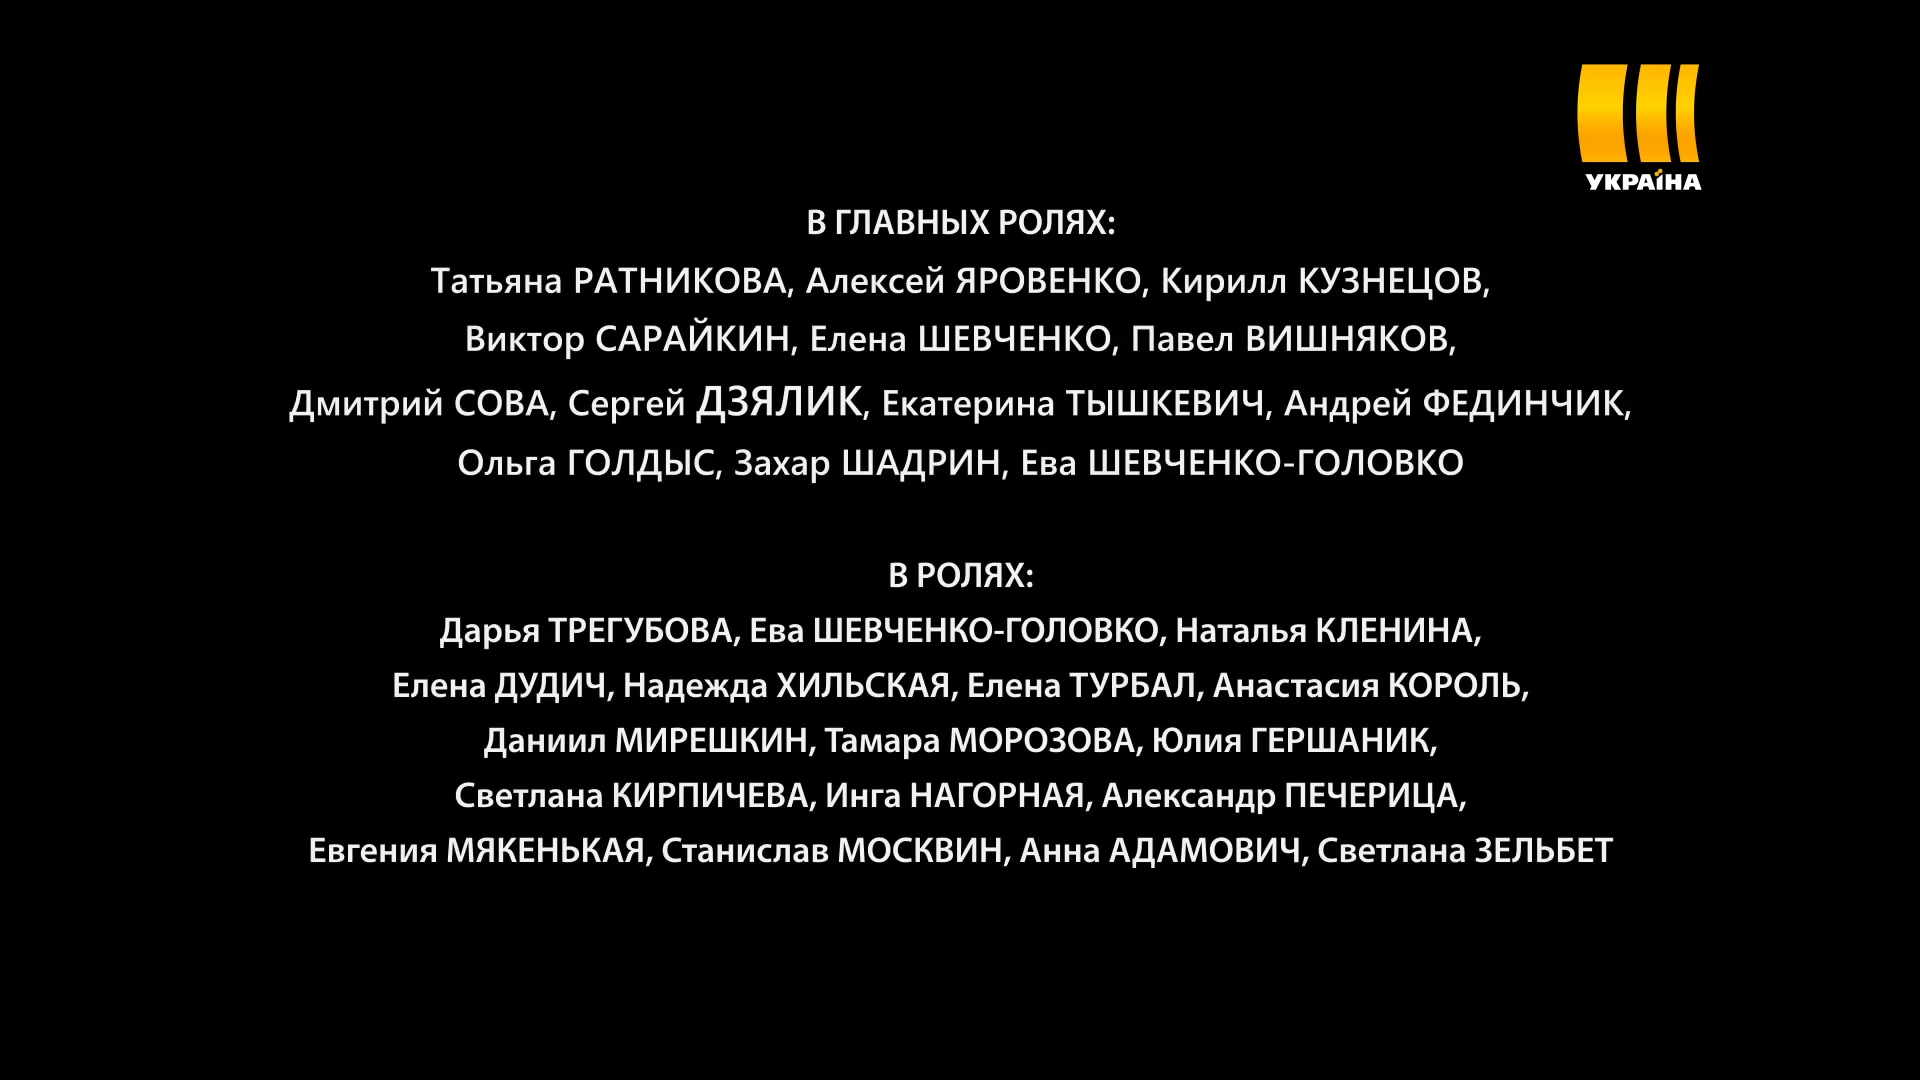 УКРАЇНА
В ГЛАВНЫХ РОЛЯХ:
Татьяна РАТНИКОВА, Алексей ЯРОВЕНКО, Кирилл КУЗНЕЦОВ,
Виктор САРАЙКИН, Елена ШЕВЧЕНКО, Павел ВИШНЯКОВ,
Дмитрий СОВА, Сергей ДЗЯЛИК, Екатерина ТЫШКЕВИЧ, Андрей ФЕДИНЧИК,
Ольга ГОЛДЫС, Захар ШАДРИН, Ева ШЕВЧЕНКО-ГОЛОВКО
В РОЛЯХ:
Дарья ТРЕГУБОВА, Ева ШЕВЧЕНКО-ГОЛОВКО, Наталья КЛЕНИНА,
Елена ДУДИЧ, Надежда ХИЛЬСКАЯ, Елена ТУРБАЛ, Анастасия КОРОЛЬ,
Даниил МИРЕШКИН, Тамара МОРОЗОВА, Юлия ГЕРШАНИК,
Светлана КИРПИЧЕВА, Инга НАГОРНАЯ, Александр ПЕЧЕРИЦА,
Евгения МЯКЕНЬКАЯ, Станислав МОСКВИН, Анна АДАМОВИЧ, Светлана ЗЕЛЬБЕТ